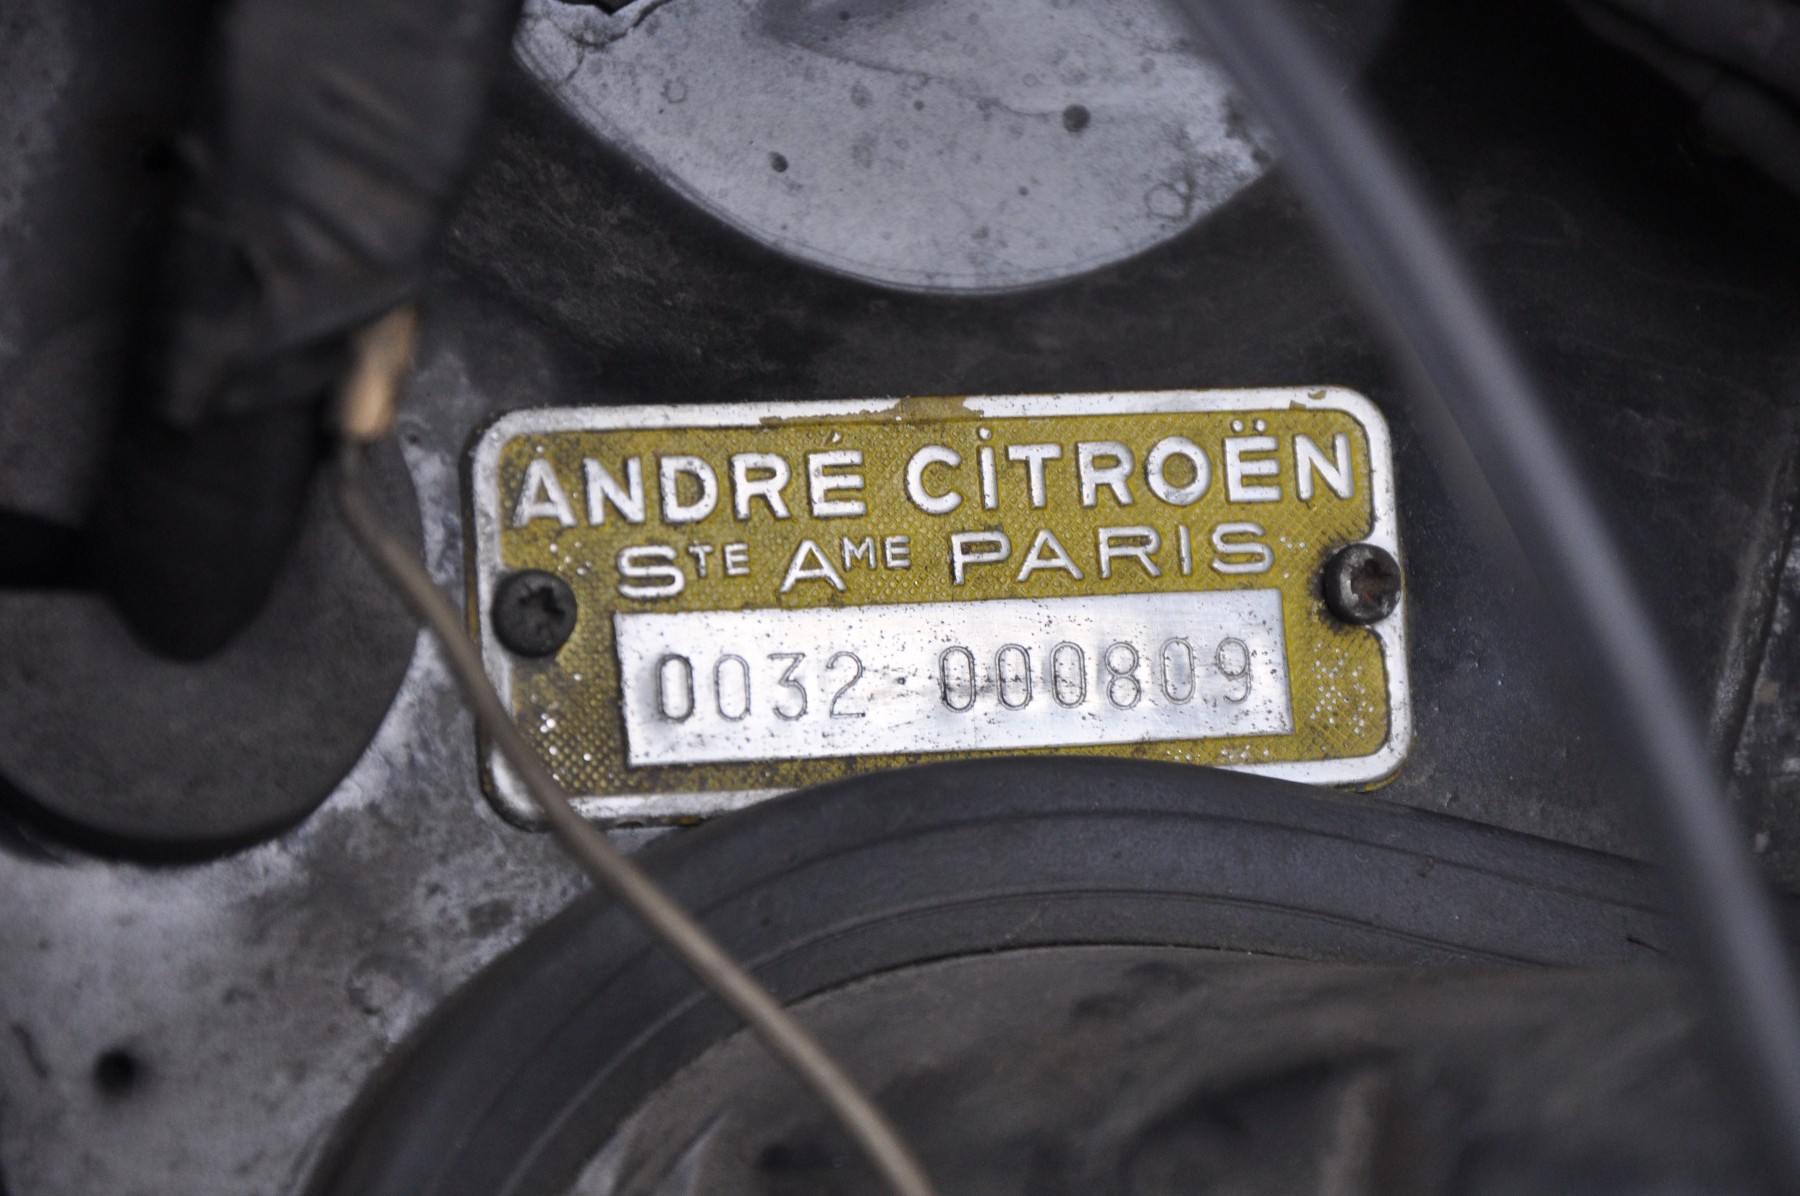 ANDRÉ CİTROËN
STE AME PARIS
0032 000809